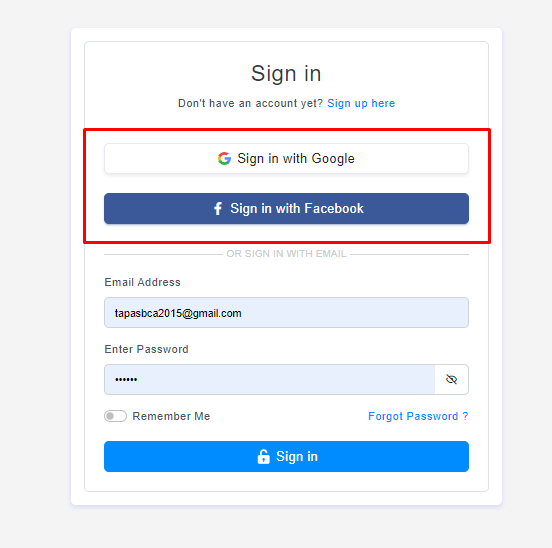 Sign in
Don't have an account yet? Sign up here
Sign in with Google
Sign in with Facebook
OR SIGN IN WITH EMAIL
Email Address
tapasbca2015@gmail.com
Enter Password
••••••
Remember Me Forgot Password ?
Sign in